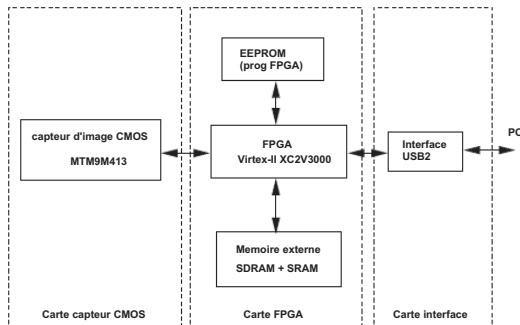 EEPROM
(prog FPGA)
capteur d'image CMOS
MTM9M413
FPGA
Virtex-II XC2V3000
Interface
USB2
PC
Memoire externe
SDRAM + SRAM
Carte capteur CMOS
Carte FPGA
Carte interface